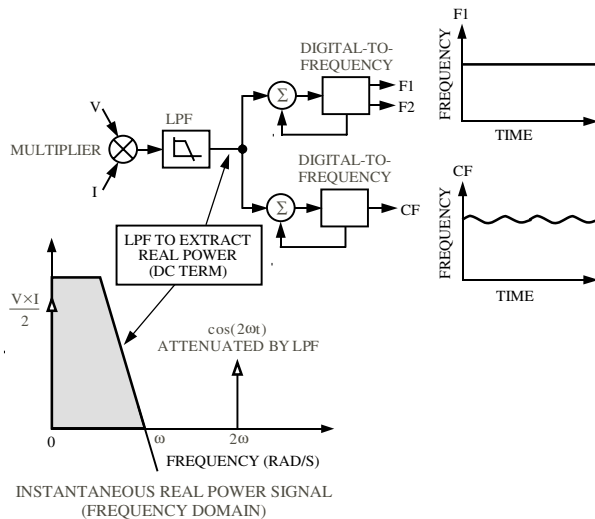 DIGITAL-TO-
FREQUENCY
F1
F2
Σ
V
LPF
MULTIPLIER
I
DIGITAL-TO-
FREQUENCY
Σ
CF
F1
FREQUENCY
TIME
CF
FREQUENCY
TIME
LPF TO EXTRACT
REAL POWER
(DC TERM)
V×I
2
cos(2ωt)
ATTENUATED BY LPF
0
ω
2ω
FREQUENCY (RAD/S)
INSTANTANEOUS REAL POWER SIGNAL
(FREQUENCY DOMAIN)